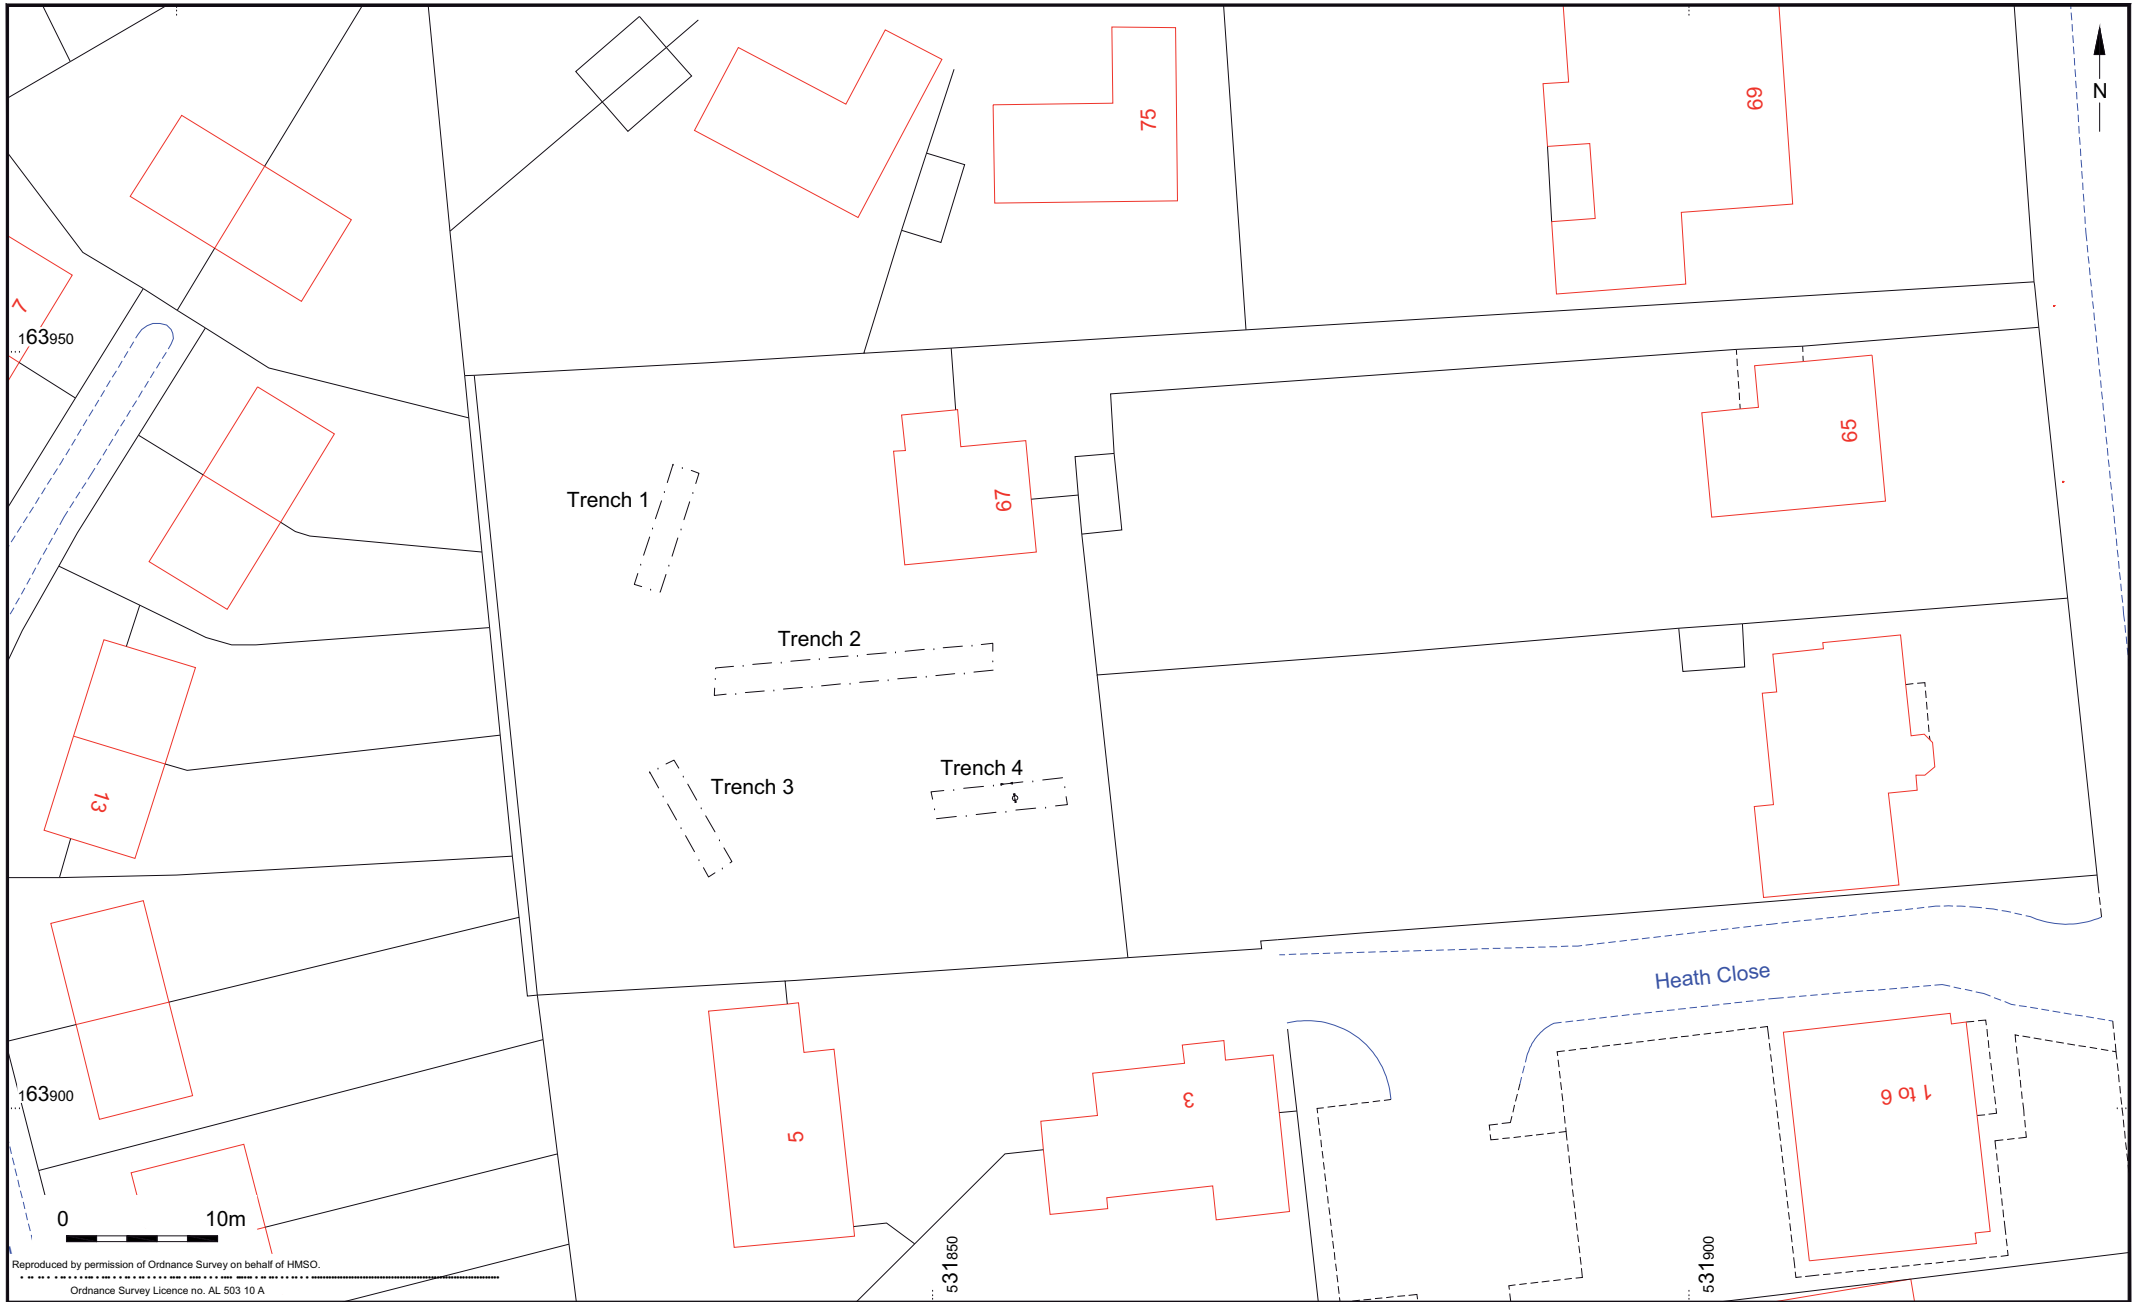 N
75
69
7
163950
65
67
Trench 1
Trench 2
Trench 4
Trench 3
13
Heath Close
163900
1 to 6
3
5
0 10m
531850
531900
Reproduced by permission of Ordnance Survey on behalf of HMSO.
Ordnance Survey Licence no. AL 503 10 A